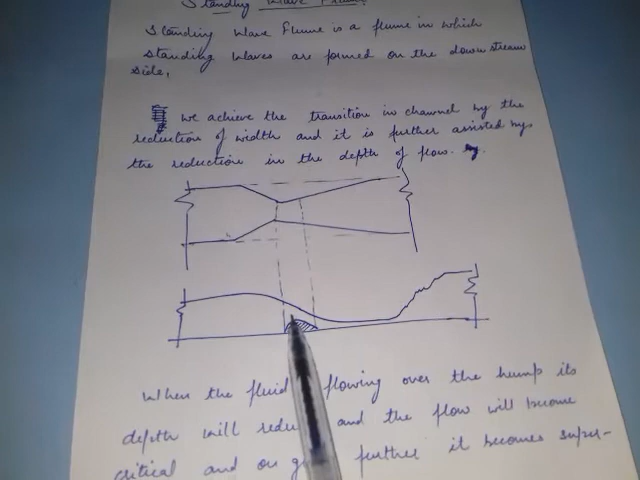 Standing Wave Flume
Standing Wave Flume is a flume in which
standing waves are formed on the down stream
side,
We achieve the transition in channel by the
reduction of width and it is further assisted by
the reduction in the depth of flow.
When the fluid flowing over the hump its
depth will redu and the flow will become
critical and on g further it becomes super-